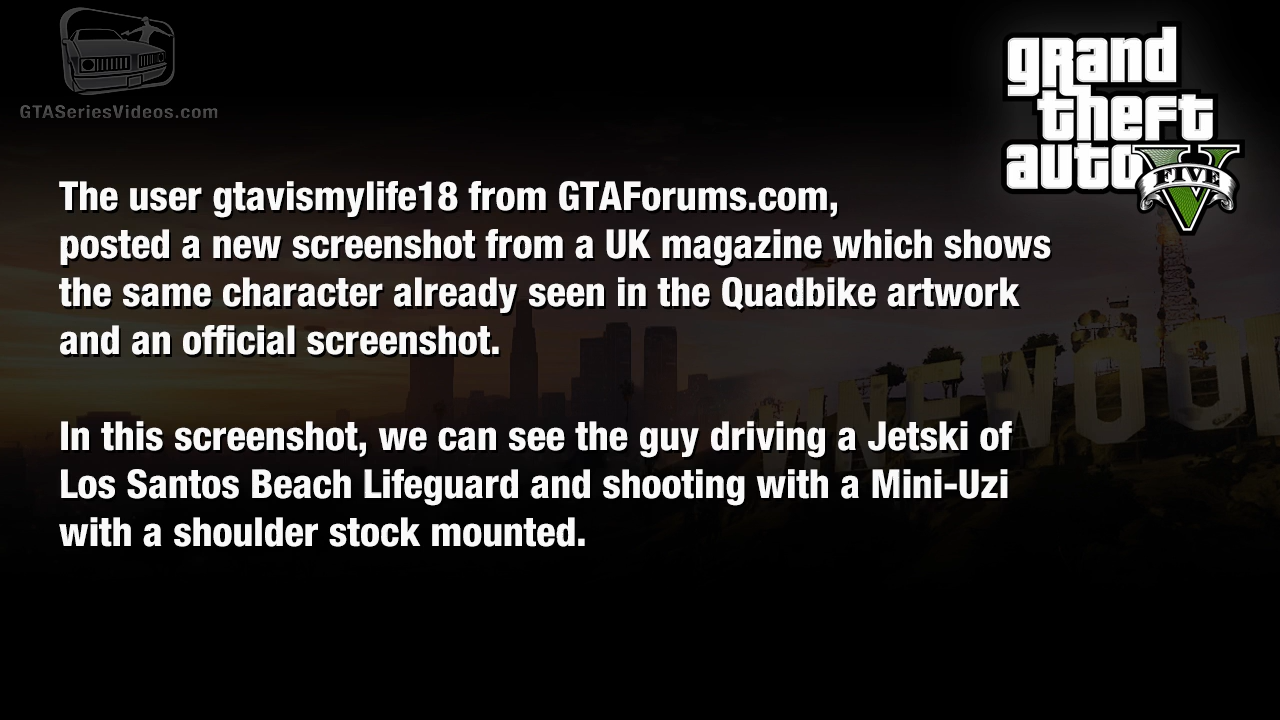 GTASeriesVideos.com
grand
theft
auto V
FIVE
The user gtavismylife18 from GTAForums.com,
posted a new screenshot from a UK magazine which shows
the same character already seen in the Quadbike artwork
and an official screenshot.
In this screenshot, we can see the guy driving a Jetski of
Los Santos Beach Lifeguard and shooting with a Mini-Uzi
with a shoulder stock mounted.
VINEWOOD